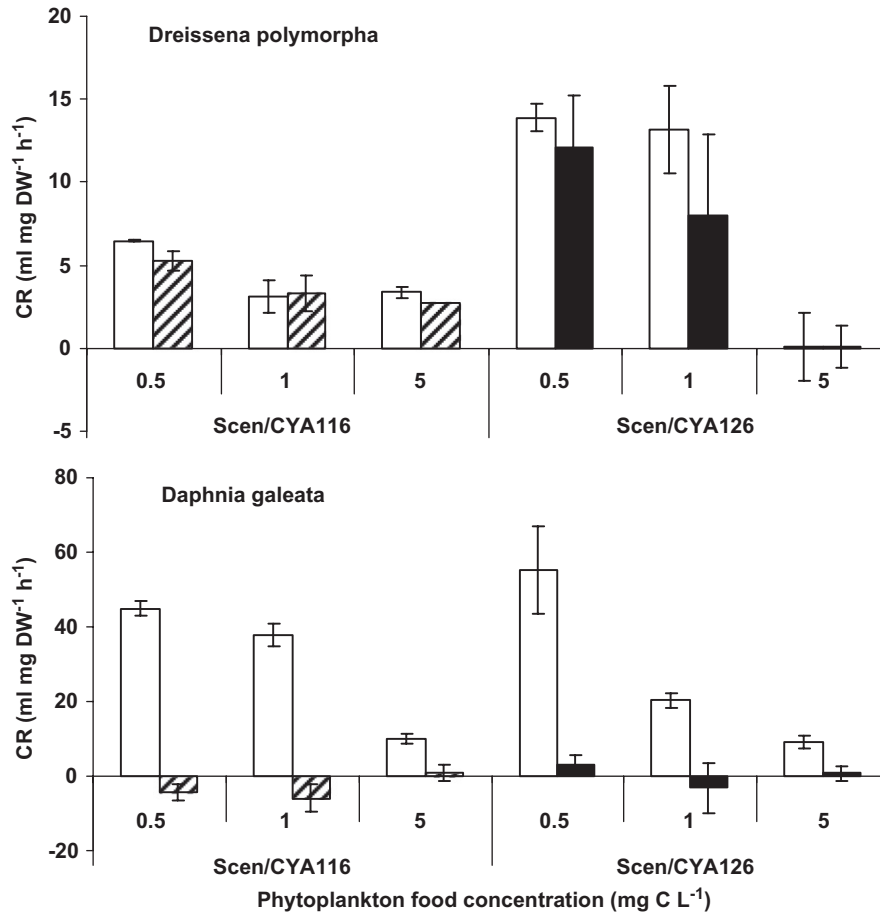 Dreissena polymorpha
CR (ml mg DW⁻¹ h⁻¹)
20
15
10
5
0
-5
0.5 1 5 0.5 1 5
Scen/CYA116 Scen/CYA126
Daphnia galeata
CR (ml mg DW⁻¹ h⁻¹)
80
60
40
20
0
-20
0.5 1 5 0.5 1 5
Scen/CYA116 Scen/CYA126
Phytoplankton food concentration (mg C L⁻¹)